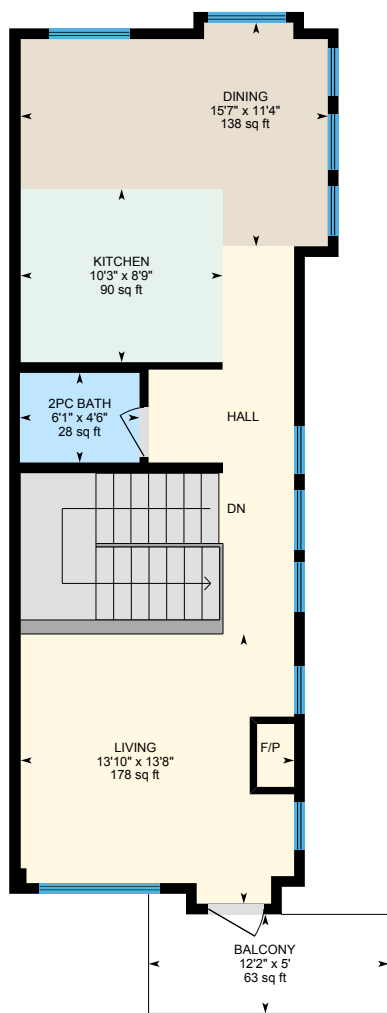 DINING
15'7" x 11'4"
138 sq ft
KITCHEN
10'3" x 8'9"
90 sq ft
2PC BATH
6'1" x 4'6"
28 sq ft
HALL
DN
LIVING
13'10" x 13'8"
178 sq ft
F/P
BALCONY
12'2" x 5'
63 sq ft